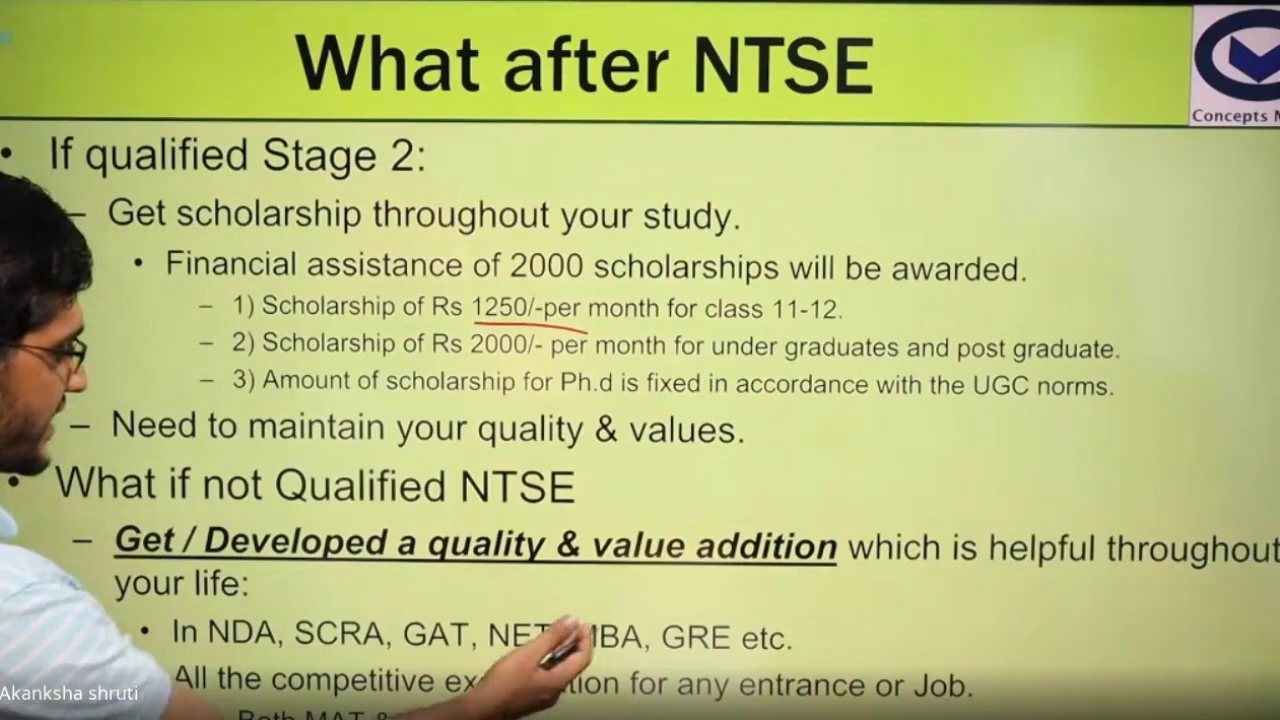 What after NTSE
Concepts
• If qualified Stage 2:
– Get scholarship throughout your study.
• Financial assistance of 2000 scholarships will be awarded.
– 1) Scholarship of Rs 1250/-per month for class 11-12.
– 2) Scholarship of Rs 2000/- per month for under graduates and post graduate.
– 3) Amount of scholarship for Ph.d is fixed in accordance with the UGC norms.
– Need to maintain your quality & values.
• What if not Qualified NTSE
– Get / Developed a quality & value addition which is helpful throughout
your life:
• In NDA, SCRA, GAT, NET, MBA, GRE etc.
All the competitive for any entrance or Job.
Both MAT &
Akanksha shruti